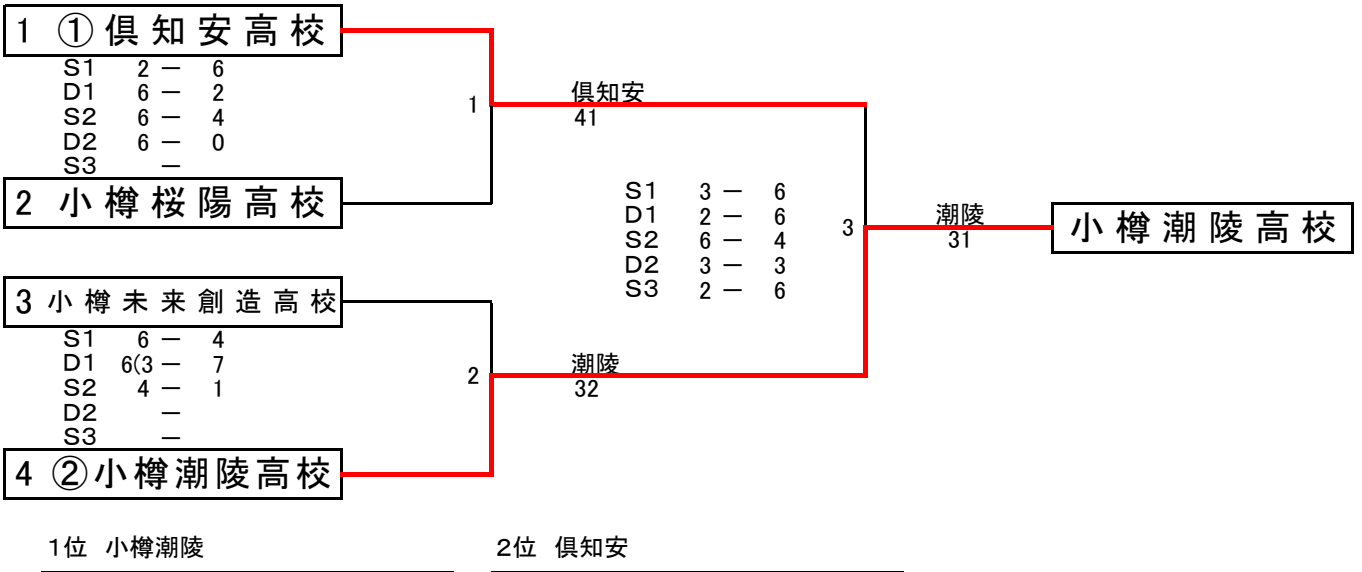 1 ①倶知安高校
S1 2 － 6
D1 6 － 2
S2 6 － 4
D2 6 － 0
S3 －
2 小樽桜陽高校
1
倶知安
41
S1 3 － 6
D1 2 － 6
S2 6 － 4
D2 3 － 3
S3 2 － 6
3
潮陵
31
小樽潮陵高校
3 小樽未来創造高校
S1 6 － 4
D1 6(3 － 7
S2 4 － 1
D2 －
S3 －
4 ②小樽潮陵高校
2
潮陵
32
1位 小樽潮陵
2位 倶知安